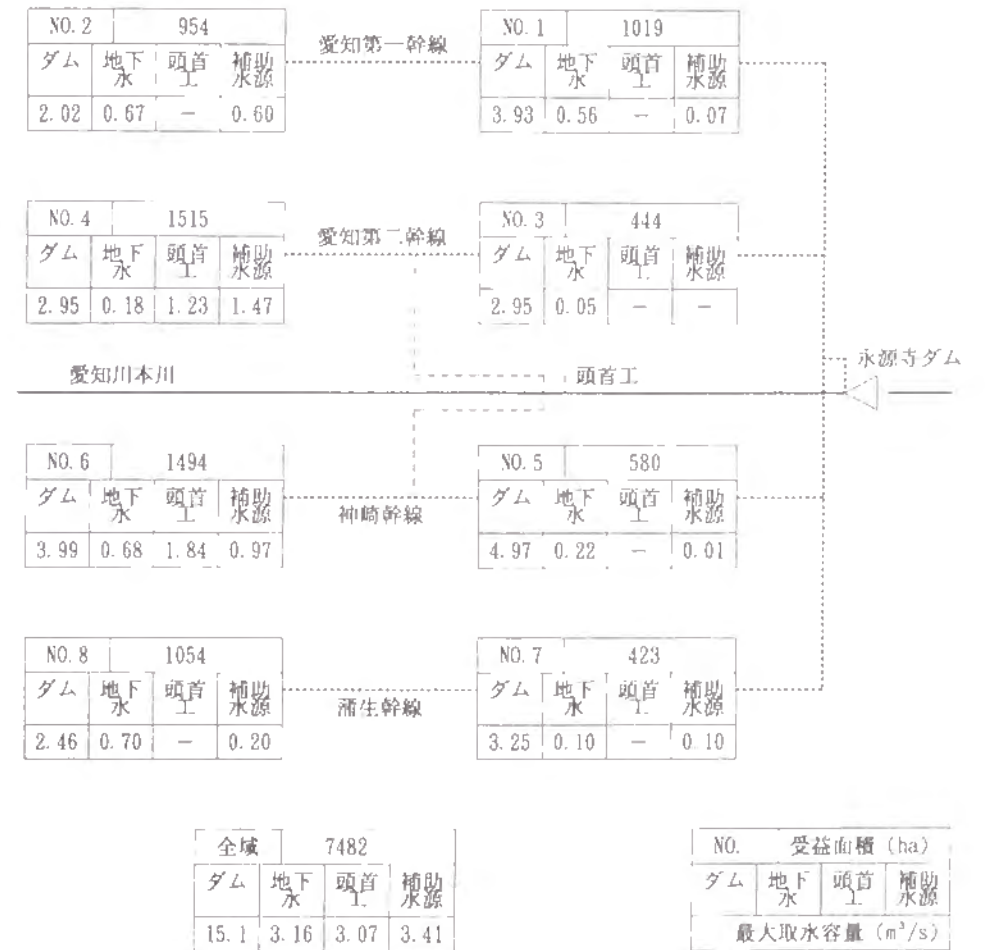 NO. 2 954
ダム 地下水 頭首工 補助水源
2.02 0.67 － 0.60
愛知第一幹線
NO. 1 1019
ダム 地下水 頭首工 補助水源
3.93 0.56 － 0.07
NO. 4 1515
ダム 地下水 頭首工 補助水源
2.95 0.18 1.23 1.47
愛知第二幹線
NO. 3 444
ダム 地下水 頭首工 補助水源
2.95 0.05 － －
愛知川本川
頭首工
永源寺ダム
NO. 6 1494
ダム 地下水 頭首工 補助水源
3.99 0.68 1.84 0.97
神崎幹線
NO. 5 580
ダム 地下水 頭首工 補助水源
4.97 0.22 － 0.01
NO. 8 1054
ダム 地下水 頭首工 補助水源
2.46 0.70 － 0.20
蒲生幹線
NO. 7 423
ダム 地下水 頭首工 補助水源
3.25 0.10 － 0.10
全域 7482
ダム 地下水 頭首工 補助水源
15.1 3.16 3.07 3.41
NO. 受益面積 (ha)
ダム 地下水 頭首工 補助水源
最大取水容量 (m³/s)